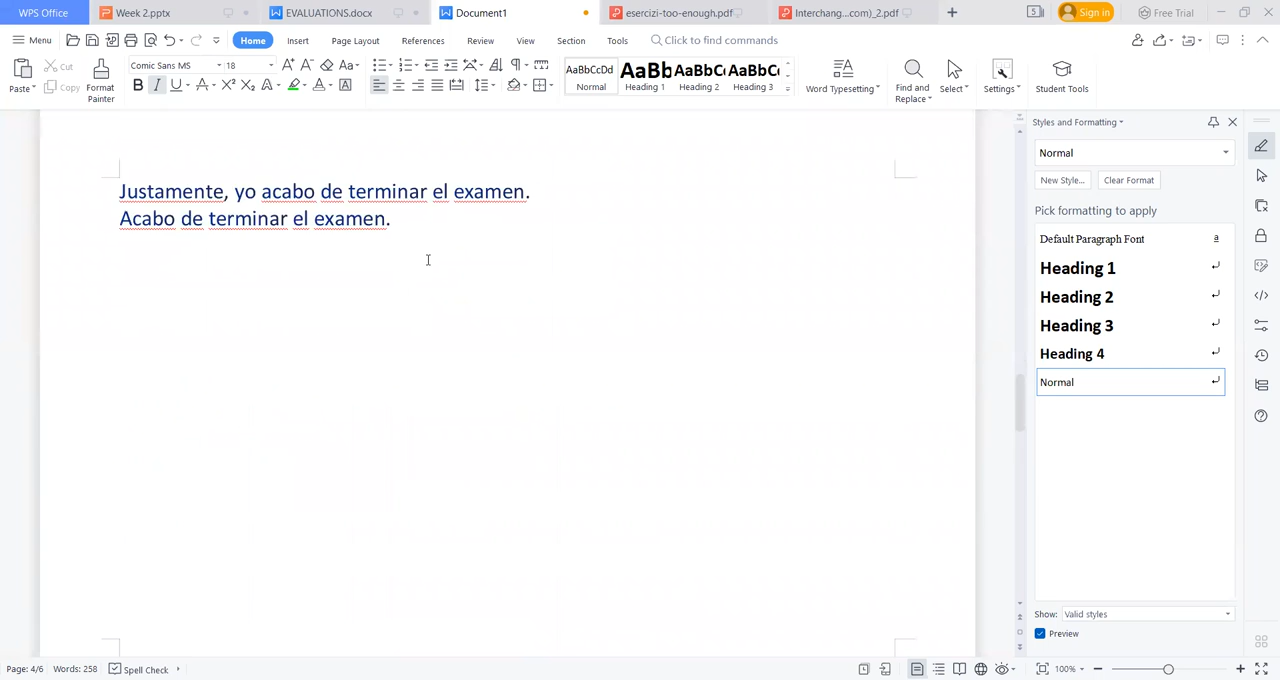 WPS Office Week 2.pptx EVALUATIONS.docx Document1 esercizi-too-enough.pdf Interchang...com)_2.pdf Sign in Free Trial
Menu Home Insert Page Layout References Review View Section Tools Click to find commands
Paste Cut Copy Format Painter Comic Sans MS 18 AaBbCcDd Normal AaBb Heading 1 AaBbC Heading 2 AaBbC Heading 3 Word Typesetting Find and Replace Select Settings Student Tools
Justamente, yo acabo de terminar el examen.
Acabo de terminar el examen.
Styles and Formatting
Normal
New Style... Clear Format
Pick formatting to apply
Default Paragraph Font a
Heading 1
Heading 2
Heading 3
Heading 4
Normal
Show: Valid styles
Preview
Page: 4/6 Words: 258 Spell Check 100%